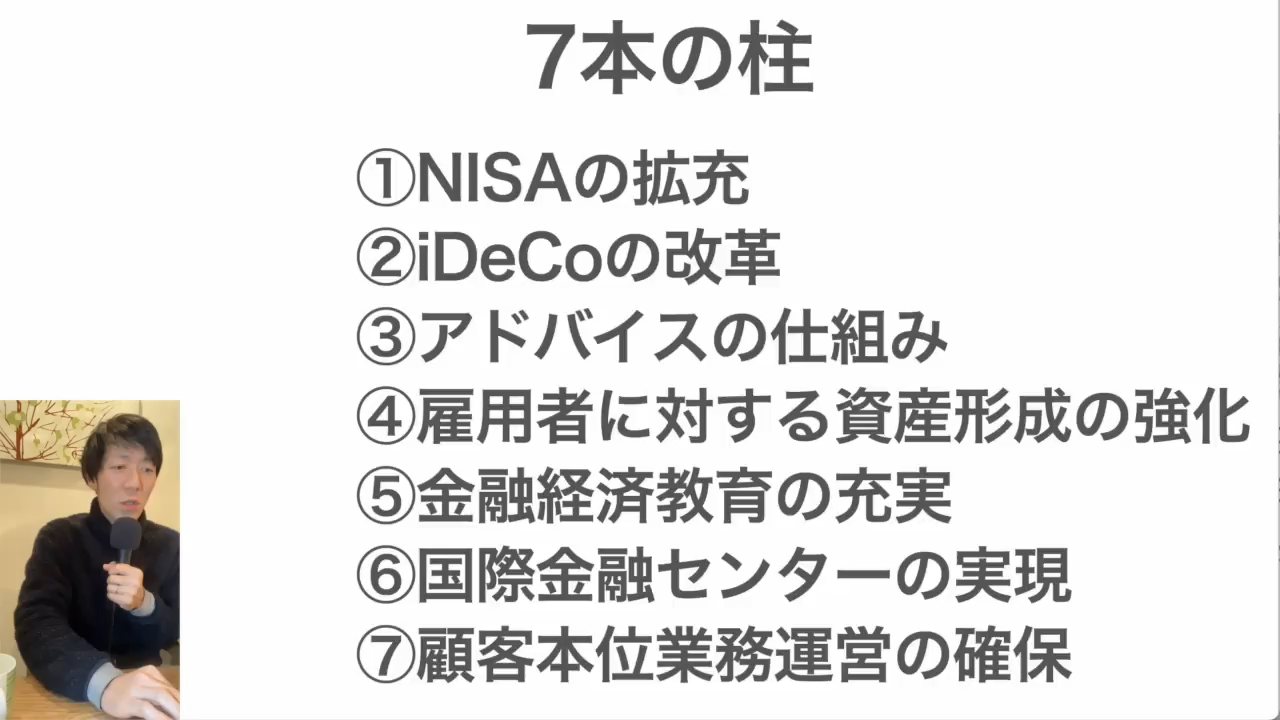 7本の柱
①NISAの拡充
②iDeCoの改革
③アドバイスの仕組み
④雇用者に対する資産形成の強化
⑤金融経済教育の充実
⑥国際金融センターの実現
⑦顧客本位業務運営の確保